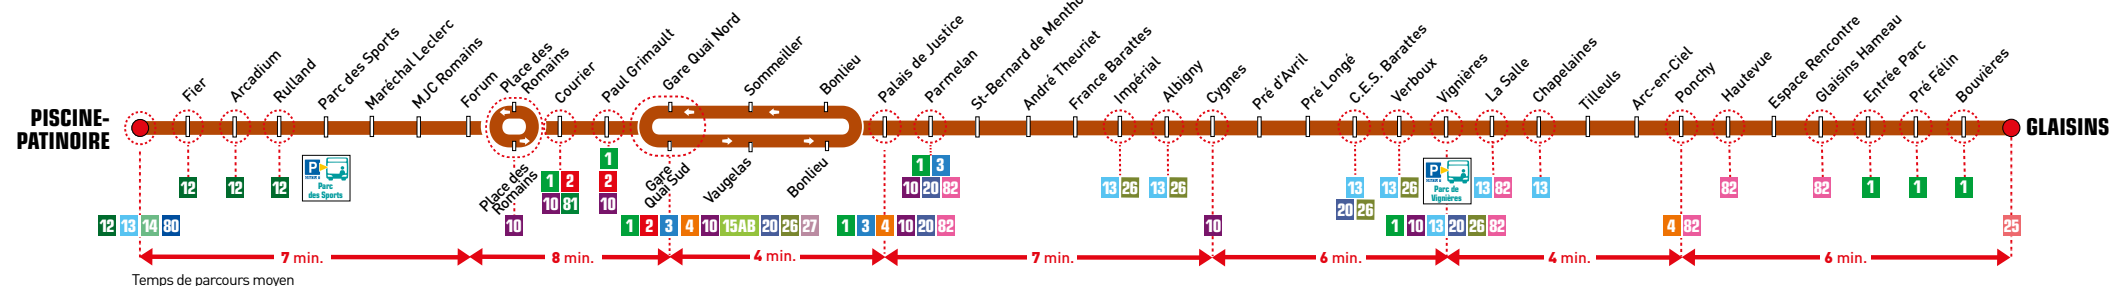 PISCINE-
PATINOIRE
Fier
Arcadium
Rulland
Parc des Sports
Maréchal Leclerc
MJC Romains
Forum
Place des
Romains
Courier
Paul Grimault
Gare Quai Nord
Sommeiller
Bonlieu
Palais de Justice
Parmelan
St-Bernard de Mentho
André Theuriet
France Barattes
Impérial
Albigny
Cygnes
Pré d'Avril
Pré Longé
C.E.S. Barattes
Verboux
Vignières
La Salle
Chapelaines
Tilleuls
Arc-en-Ciel
Ponchy
Hautevue
Espace Rencontre
Glaisins Hameau
Entrée Parc
Pré Félin
Bouvières
GLAISINS
Place des
Romains
Gare
Quai Sud
Vaugelas
Bonlieu
12 13 14 80
12
12
12
P
Parc
des Sports
10
1 2
10 81
1
2
10
1 2 3 4 10 15AB 20 26 27
1 3 4 10 20 82
1 3
10 20 82
13 26
13 26
10
13
20 26
13 26
P
Parc de
Vignières
1 10 13 20 26 82
13 82
13
4 82
82
82
1
1
1
25
7 min.
8 min.
4 min.
7 min.
6 min.
4 min.
6 min.
Temps de parcours moyen